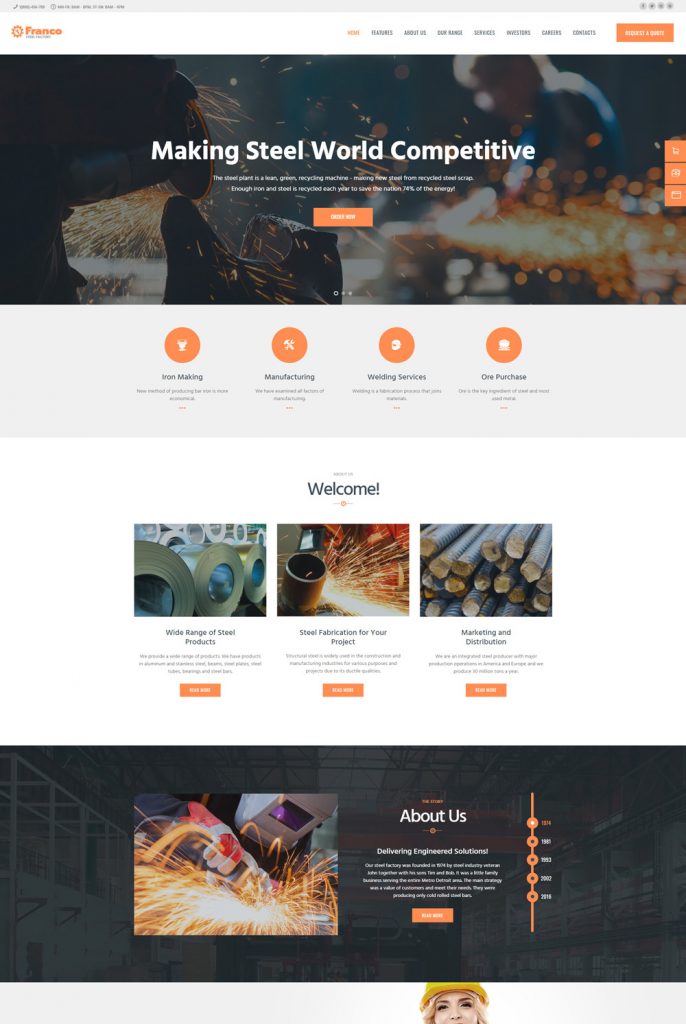 MON-FRI: 8AM - 8PM, ST-SN: 8AM - 4PM
Franco
STEEL FACTORY
HOME
FEATURES
ABOUT US
OUR RANGE
SERVICES
INVESTORS
CAREERS
CONTACTS
REQUEST A QUOTE
Making Steel World Competitive
The steel plant is a lean, green, recycling machine - making new steel from recycled steel scrap.
Enough iron and steel is recycled each year to save the nation 74% of the energy!
ORDER NOW
Iron Making
Manufacturing
Welding Services
Ore Purchase
New method of producing bar iron is more
economical.
We have examined all factors of
manufacturing.
Welding is a fabrication process that joins
materials.
Ore is the key ingredient of steel and most
used metal.
ABOUT US
Welcome!
Wide Range of Steel
Products
We provide a wide range of products. We have products
in aluminum and stainless steel, beams, steel plates, steel
tubes, bearings and steel bars.
READ MORE
Steel Fabrication for Your
Project
Structural steel is widely used in the construction and
manufacturing industries for various purposes and
projects due to its ductile qualities.
READ MORE
Marketing and
Distribution
We are an integrated steel producer with major
production operations in America and Europe and we
produce 30 million tons a year.
READ MORE
THE STORY
About Us
Delivering Engineered Solutions!
Our steel factory was founded in 1974 by steel industry veteran
John together with his sons Tim and Bob. It was a little family
business serving the entire Metro Detroit area. The main strategy
was a value of customers and meet their needs. They were
producing only cold rolled steel bars.
READ MORE
1974
1981
1993
2002
2016